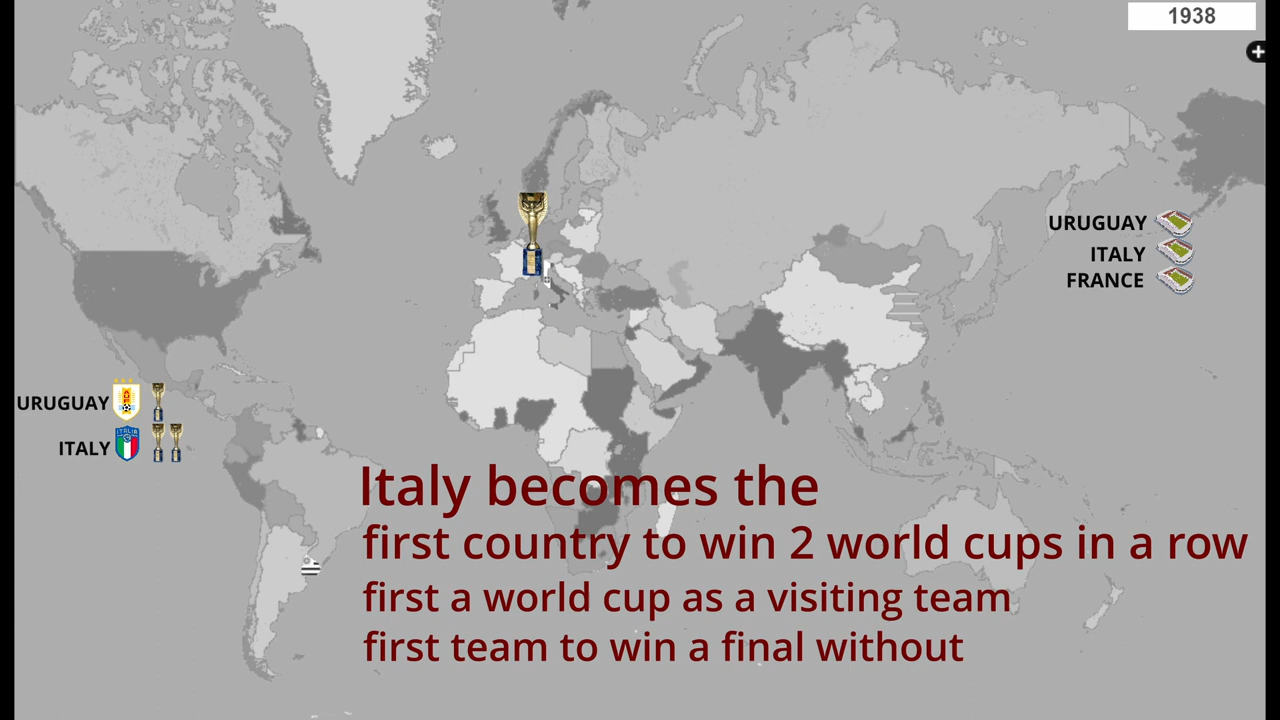 1938
URUGUAY
ITALY
FRANCE
URUGUAY
ITALY
Italy becomes the
first country to win 2 world cups in a row
first a world cup as a visiting team
first team to win a final without